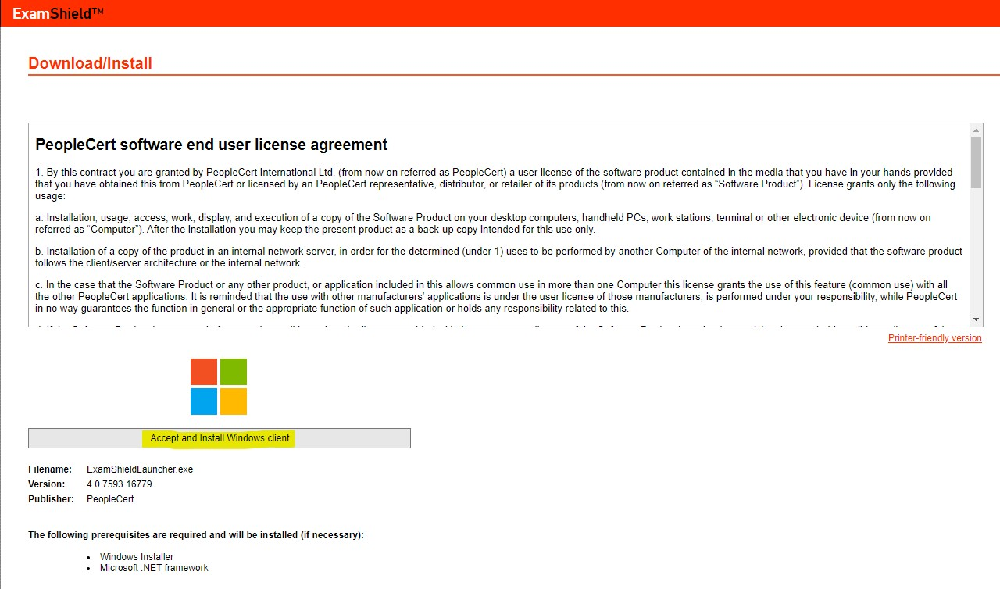 ExamShield™
Download/Install
PeopleCert software end user license agreement
1. By this contract you are granted by PeopleCert International Ltd. (from now on referred as PeopleCert) a user license of the software product contained in the media that you have in your hands provided
that you have obtained this from PeopleCert or licensed by an PeopleCert representative, distributor, or retailer of its products (from now on referred as “Software Product”). License grants only the following
usage:
a. Installation, usage, access, work, display, and execution of a copy of the Software Product on your desktop computers, handheld PCs, work stations, terminal or other electronic device (from now on
referred as “Computer”). After the installation you may keep the present product as a back-up copy intended for this use only.
b. Installation of a copy of the product in an internal network server, in order for the determined (under 1) uses to be performed by another Computer of the internal network, provided that the software product
follows the client/server architecture or the internal network.
c. In the case that the Software Product or any other product, or application included in this allows common use in more than one Computer this license grants the use of this feature (common use) with all
the other PeopleCert applications. It is reminded that the use with other manufacturers’ applications is under the user license of those manufacturers, is performed under your responsibility, while PeopleCert
in no way guarantees the function in general or the appropriate function of such application or holds any responsibility related to this.
Printer-friendly version
Accept and Install Windows client
Filename: ExamShieldLauncher.exe
Version: 4.0.7593.16779
Publisher: PeopleCert
The following prerequisites are required and will be installed (if necessary):
• Windows Installer
• Microsoft .NET framework